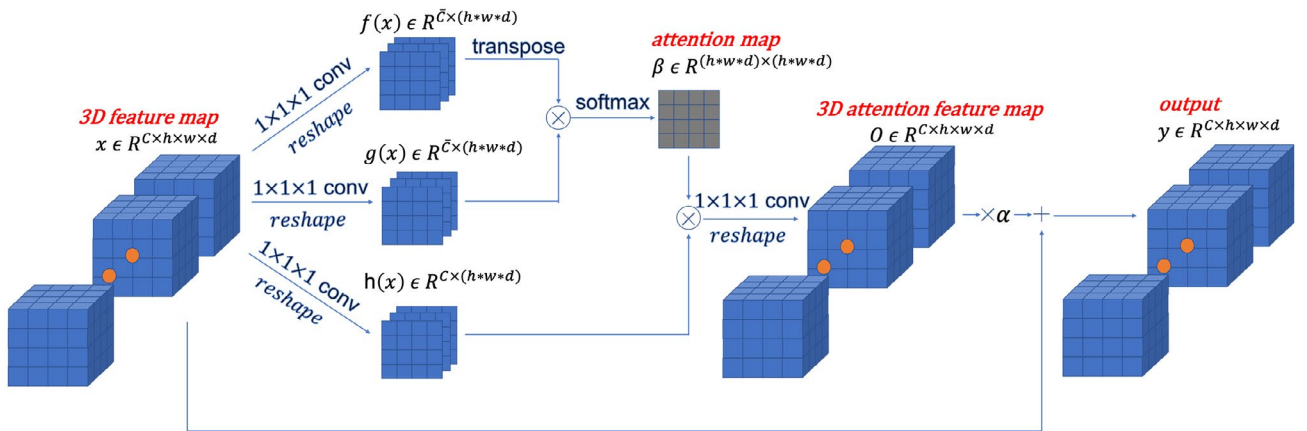 f(x) ϵ R^{C̄×(h*w*d)}
transpose
attention map
β ϵ R^{(h*w*d)×(h*w*d)}
1×1×1 conv
reshape
softmax
3D feature map
x ϵ R^{C×h×w×d}
3D attention feature map
O ϵ R^{C×h×w×d}
output
y ϵ R^{C×h×w×d}
g(x) ϵ R^{C̄×(h*w*d)}
1×1×1 conv
reshape
1×1×1 conv
reshape
×α
+
1×1×1 conv
reshape
h(x) ϵ R^{C×(h*w*d)}